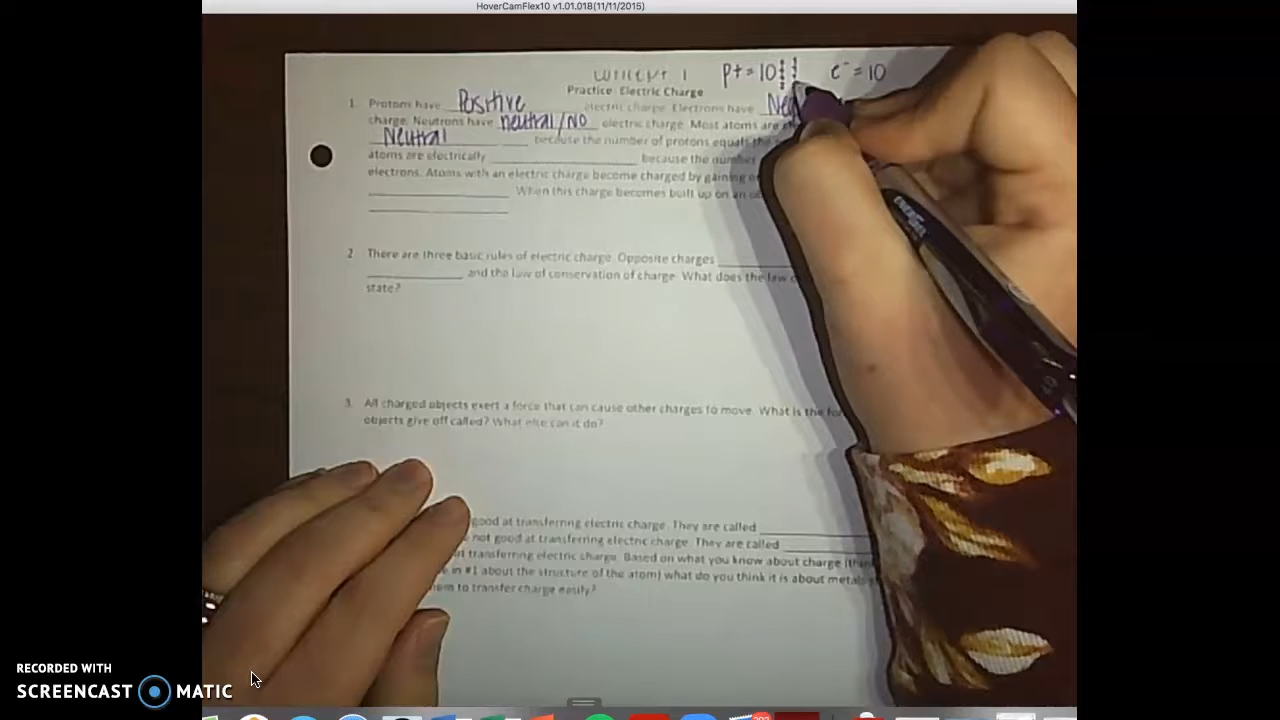 HoverCamFlex10 v1.01.018(11/11/2015)
Concept 1 p+ = 10 e- = 10
Practice: Electric Charge
1. Protons have Positive electric charge. Electrons have
charge. Neutrons have neutral/NO electric charge. Most atoms are
Neutral because the number of protons equals the
atoms are electrically because the number
electrons. Atoms with an electric charge become charged by gaining
When this charge becomes built up on an
2 There are three basic rules of electric charge. Opposite charges
and the law of conservation of charge. What does the law
state?
3. All charged objects exert a force that can cause other charges to move. What is the
objects give off called? What else can it do?
good at transferring electric charge. They are called
not good at transferring electric charge. They are called
transferring electric charge. Based on what you know about charge
in #1 about the structure of the atom) what do you think it is about metals
to transfer charge easily?
RECORDED WITH
SCREENCAST MATIC